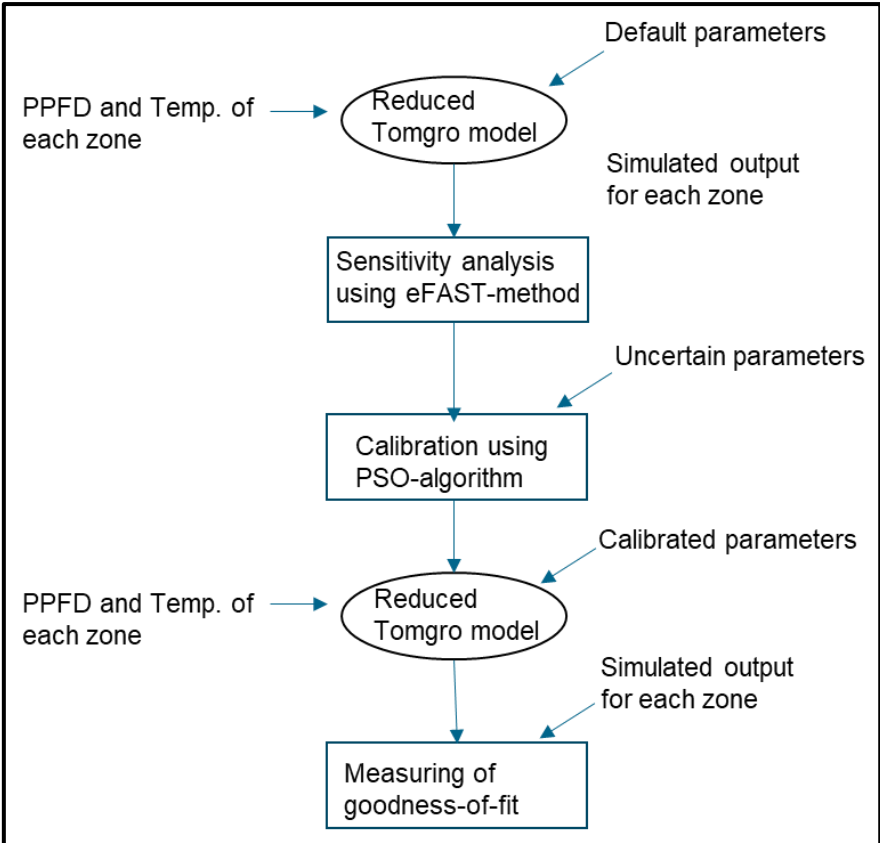 Default parameters
PPFD and Temp. of
each zone
Reduced
Tomgro model
Simulated output
for each zone
Sensitivity analysis
using eFAST-method
Uncertain parameters
Calibration using
PSO-algorithm
Calibrated parameters
PPFD and Temp. of
each zone
Reduced
Tomgro model
Simulated output
for each zone
Measuring of
goodness-of-fit